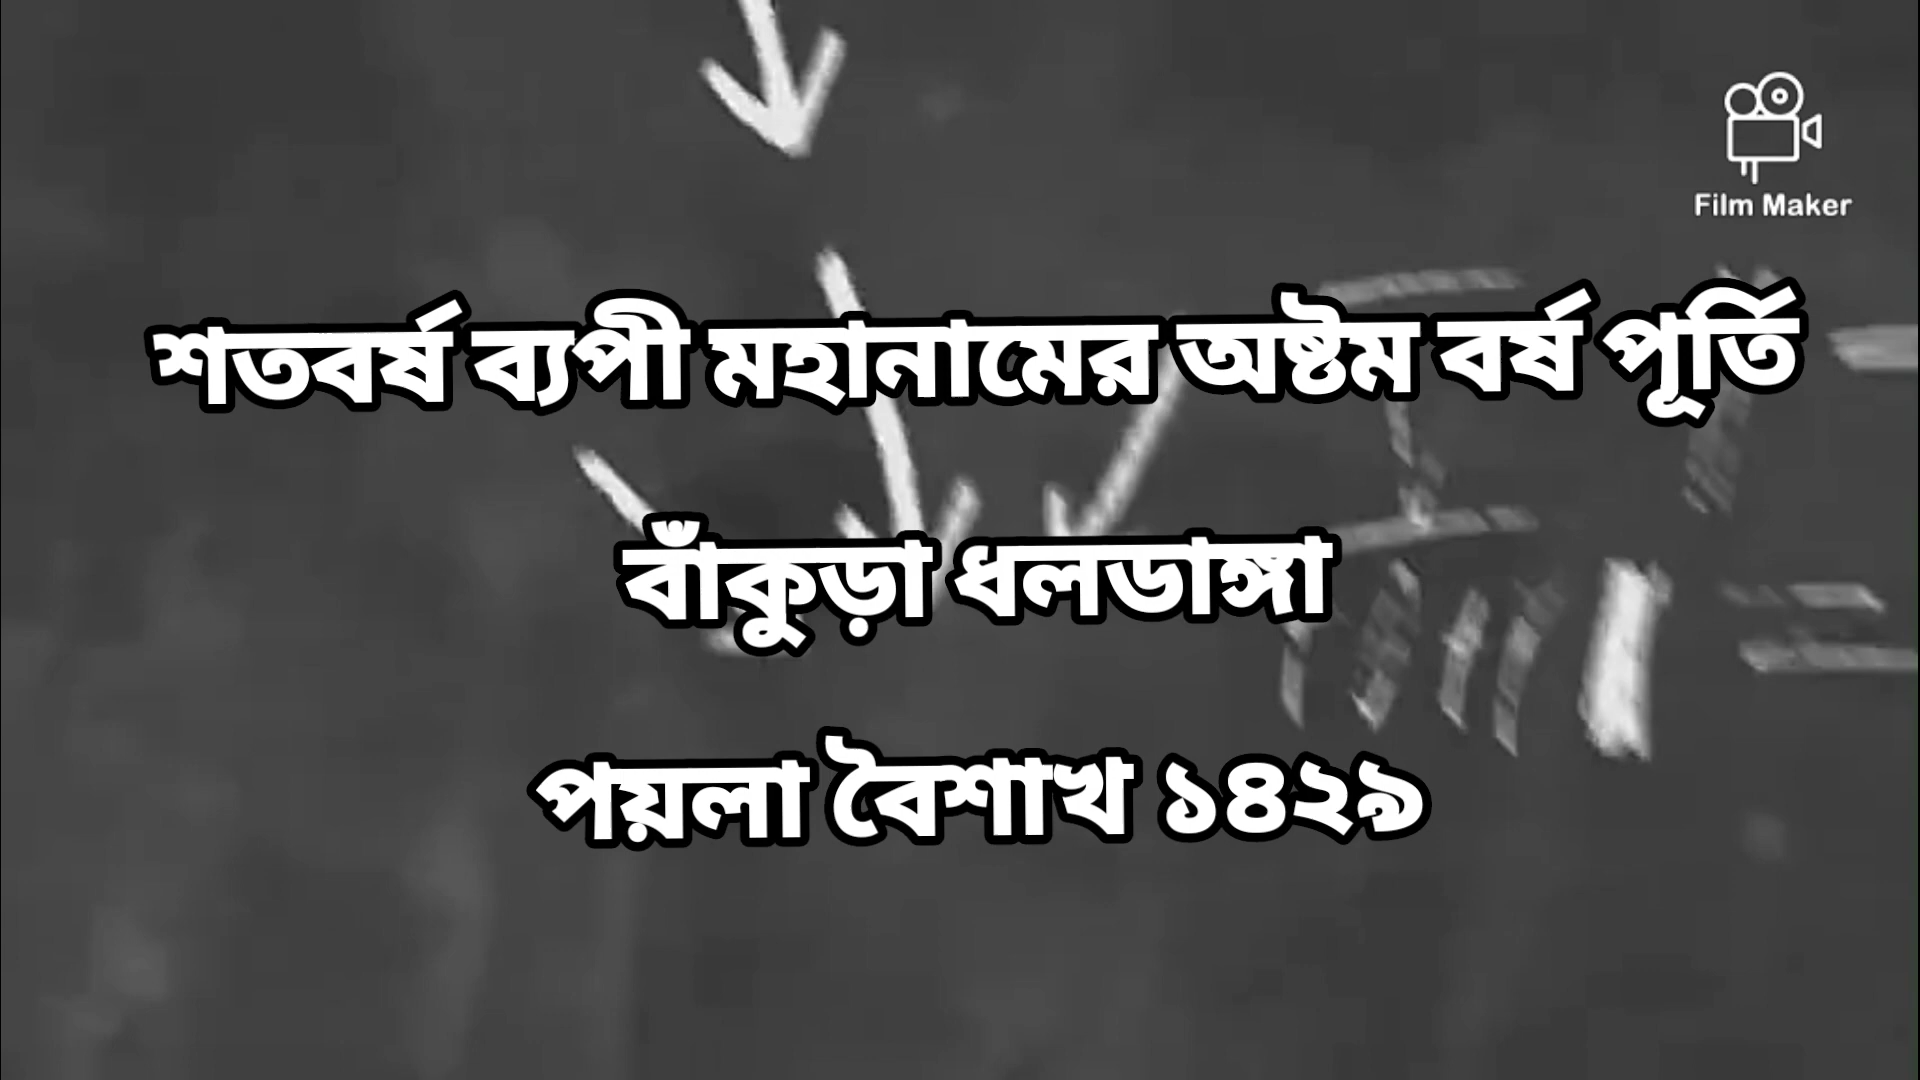 Film Maker
শতবর্ষ ব্যপী মহানামের অষ্টম বর্ষ পূর্তি
বাঁকুড়া ধলডাঙ্গা
পয়লা বৈশাখ ১৪২৯